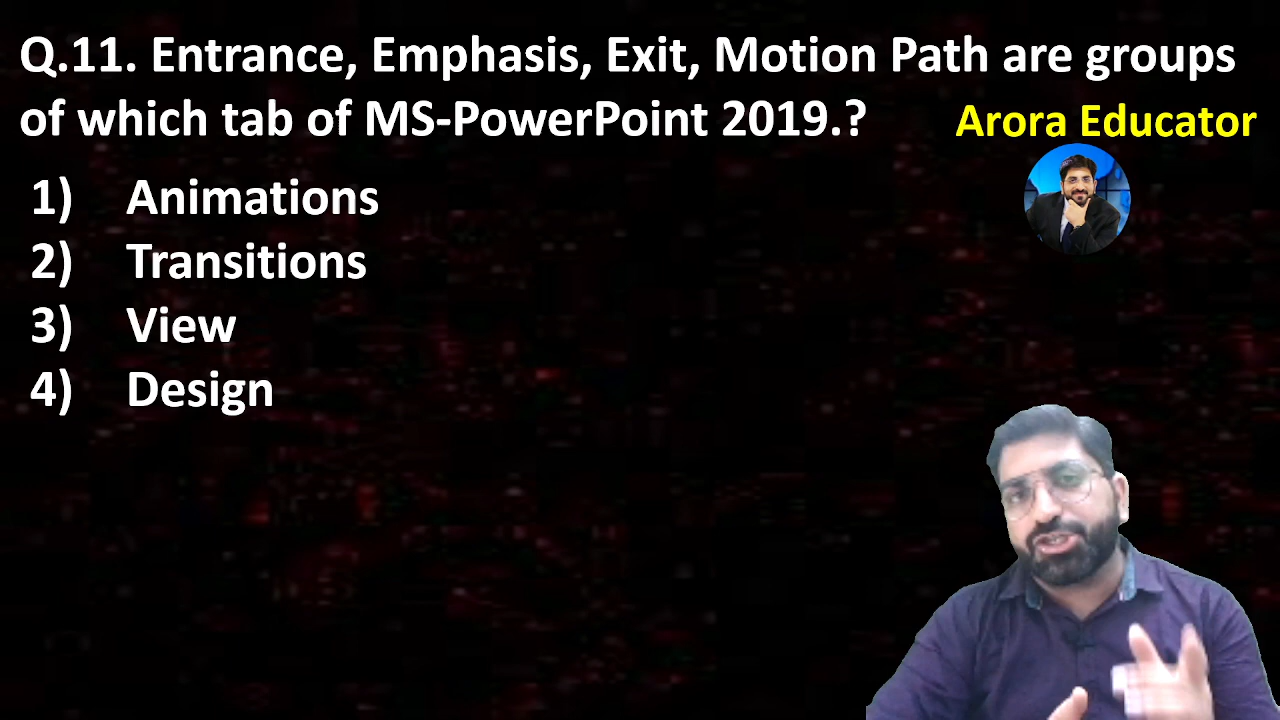 Q.11. Entrance, Emphasis, Exit, Motion Path are groups
of which tab of MS-PowerPoint 2019.?
Arora Educator
1) Animations
2) Transitions
3) View
4) Design